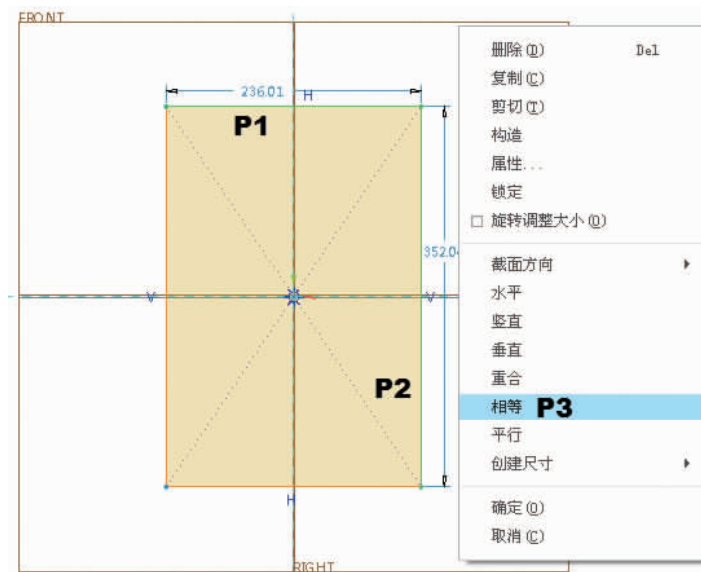 FRONT
236.01
H
P1
V
V
352.04
P2
H
RIGHT
删除(D) Del
复制(C)
剪切(T)
构造
属性...
锁定
旋转调整大小(O)
截面方向
水平
竖直
垂直
重合
相等 P3
平行
创建尺寸
确定(O)
取消(C)